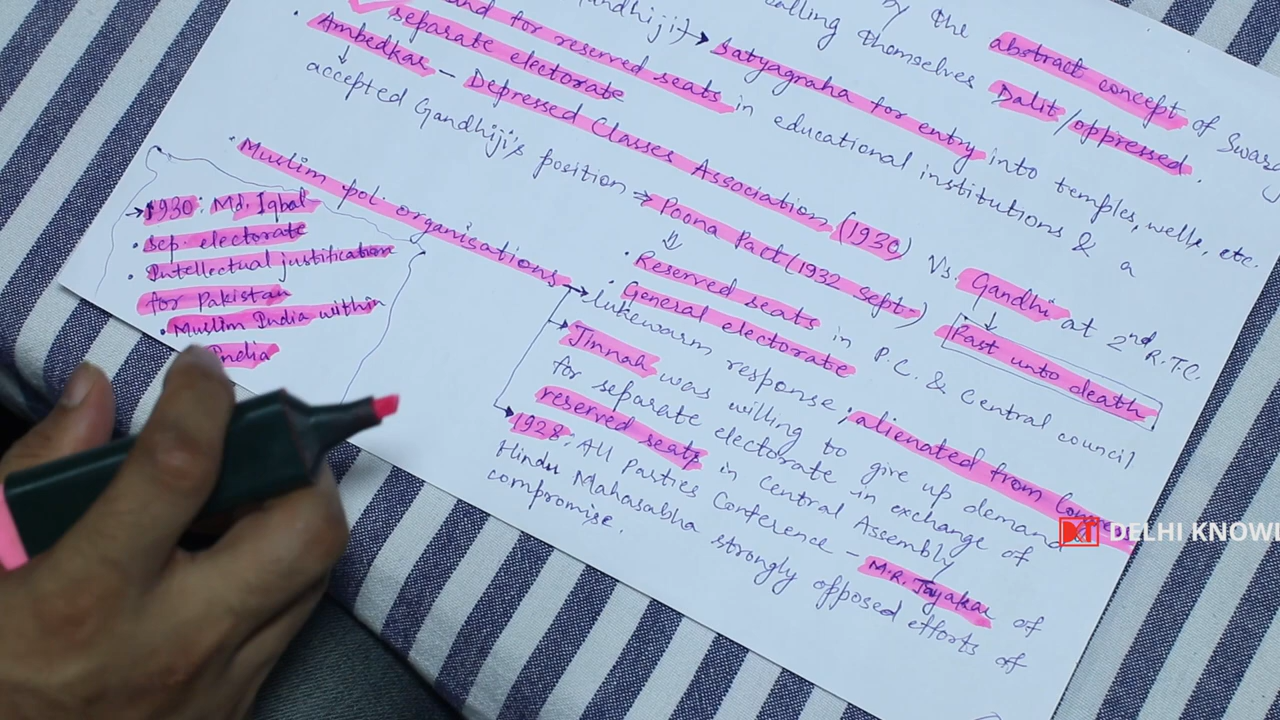 by the abstract concept of Swaraj
calling themselves Dalit/oppressed.
Gandhiji) → Satyagraha for entry into temples, wells, etc.
and for reserved seats in educational institutions & a
separate electorate
• Ambedkar – Depressed Classes Association (1930) Vs. Gandhi at 2nd R.T.C.
↓
accepted Gandhiji's position ⇒ Poona Pact (1932 Sept.)
Fast unto death
• Reserved seats in P.C. & Central council
• General electorate
• Muslim pol. organisations → lukewarm response; alienated from
→ Jinnah was willing to give up demand
for separate electorate in exchange of
reserved seats in Central Assembly
→ 1928: All Parties Conference – M.R. Jayakar of
Hindu Mahasabha strongly opposed efforts of
compromise.
→ 1930: Md. Iqbal
• Sep. electorate
• Intellectual justification
for Pakistan
• Muslim India within
India
DELHI KNOWL